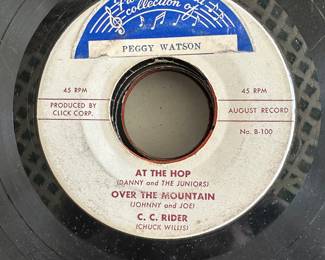 collection of
PEGGY WATSON
45 RPM
45 RPM
PRODUCED BY
CLICK CORP.
AUGUST RECORD
No. B-100
AT THE HOP
(DANNY and THE JUNIORS)
OVER THE MOUNTAIN
(JOHNNY and JOE)
C. C. RIDER
(CHUCK WILLIS)